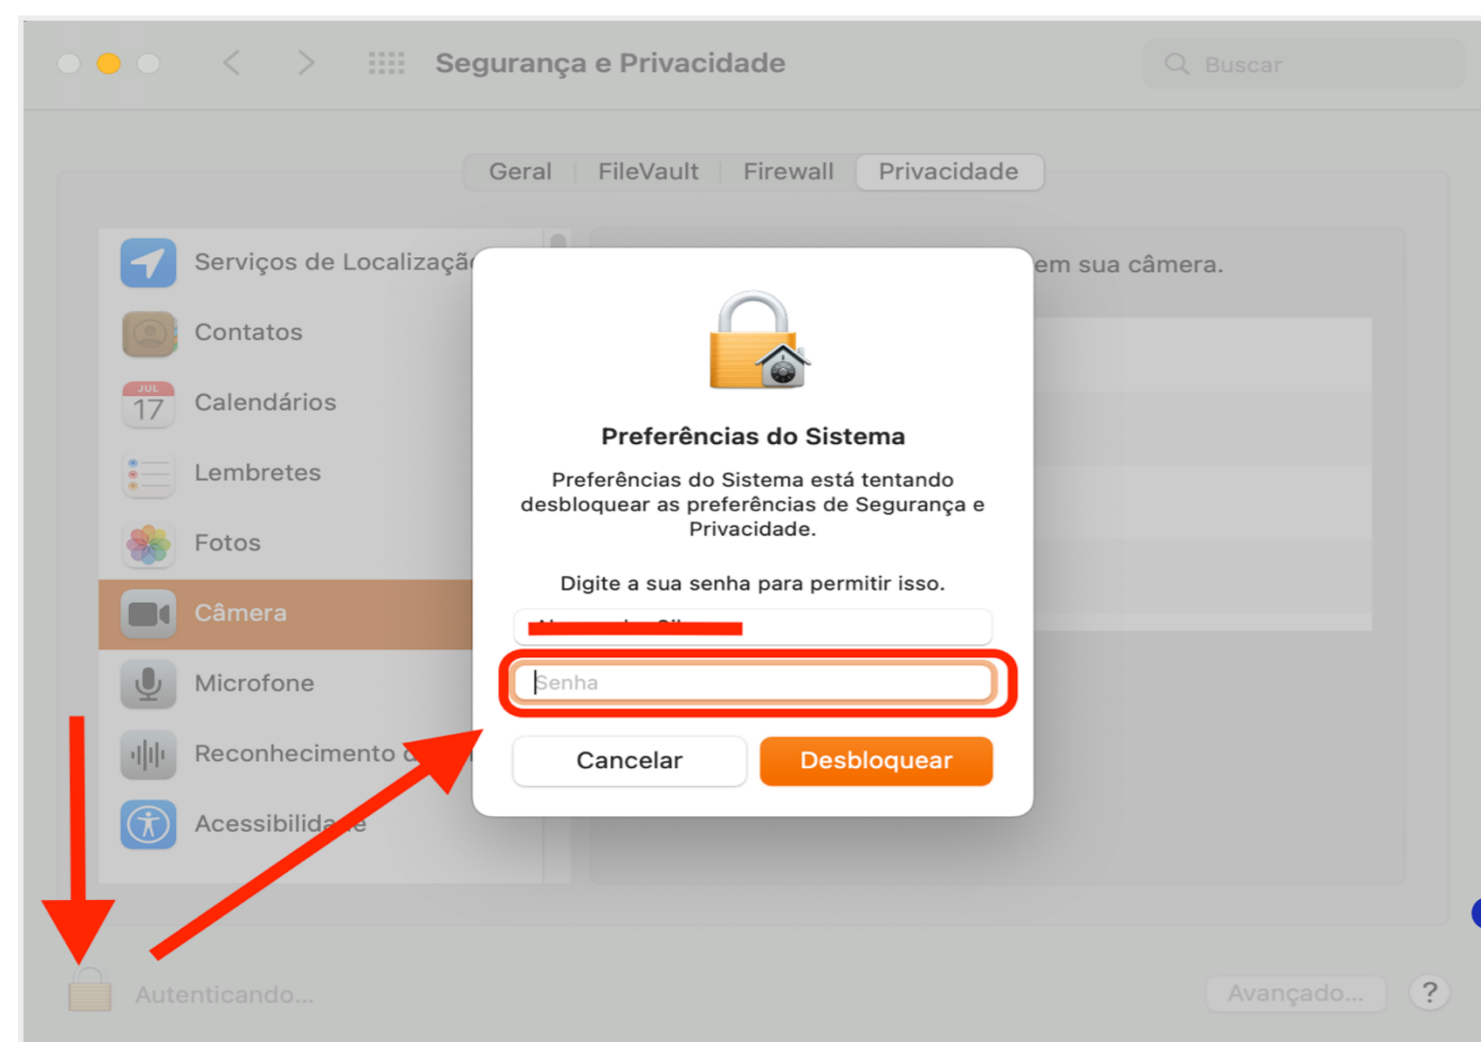 Segurança e Privacidade
Buscar
Geral
FileVault
Firewall
Privacidade
Serviços de
em sua câmera.
Contatos
JUL
17
Calendários
Lembretes
Fotos
Câmera
Microfone
Reconhecimento
Acessibilidade
Preferências do Sistema
Preferências do Sistema está tentando
desbloquear as preferências de Segurança e
Privacidade.
Digite a sua senha para permitir isso.
Senha
Cancelar
Desbloquear
Autenticando...
Avançado...
?